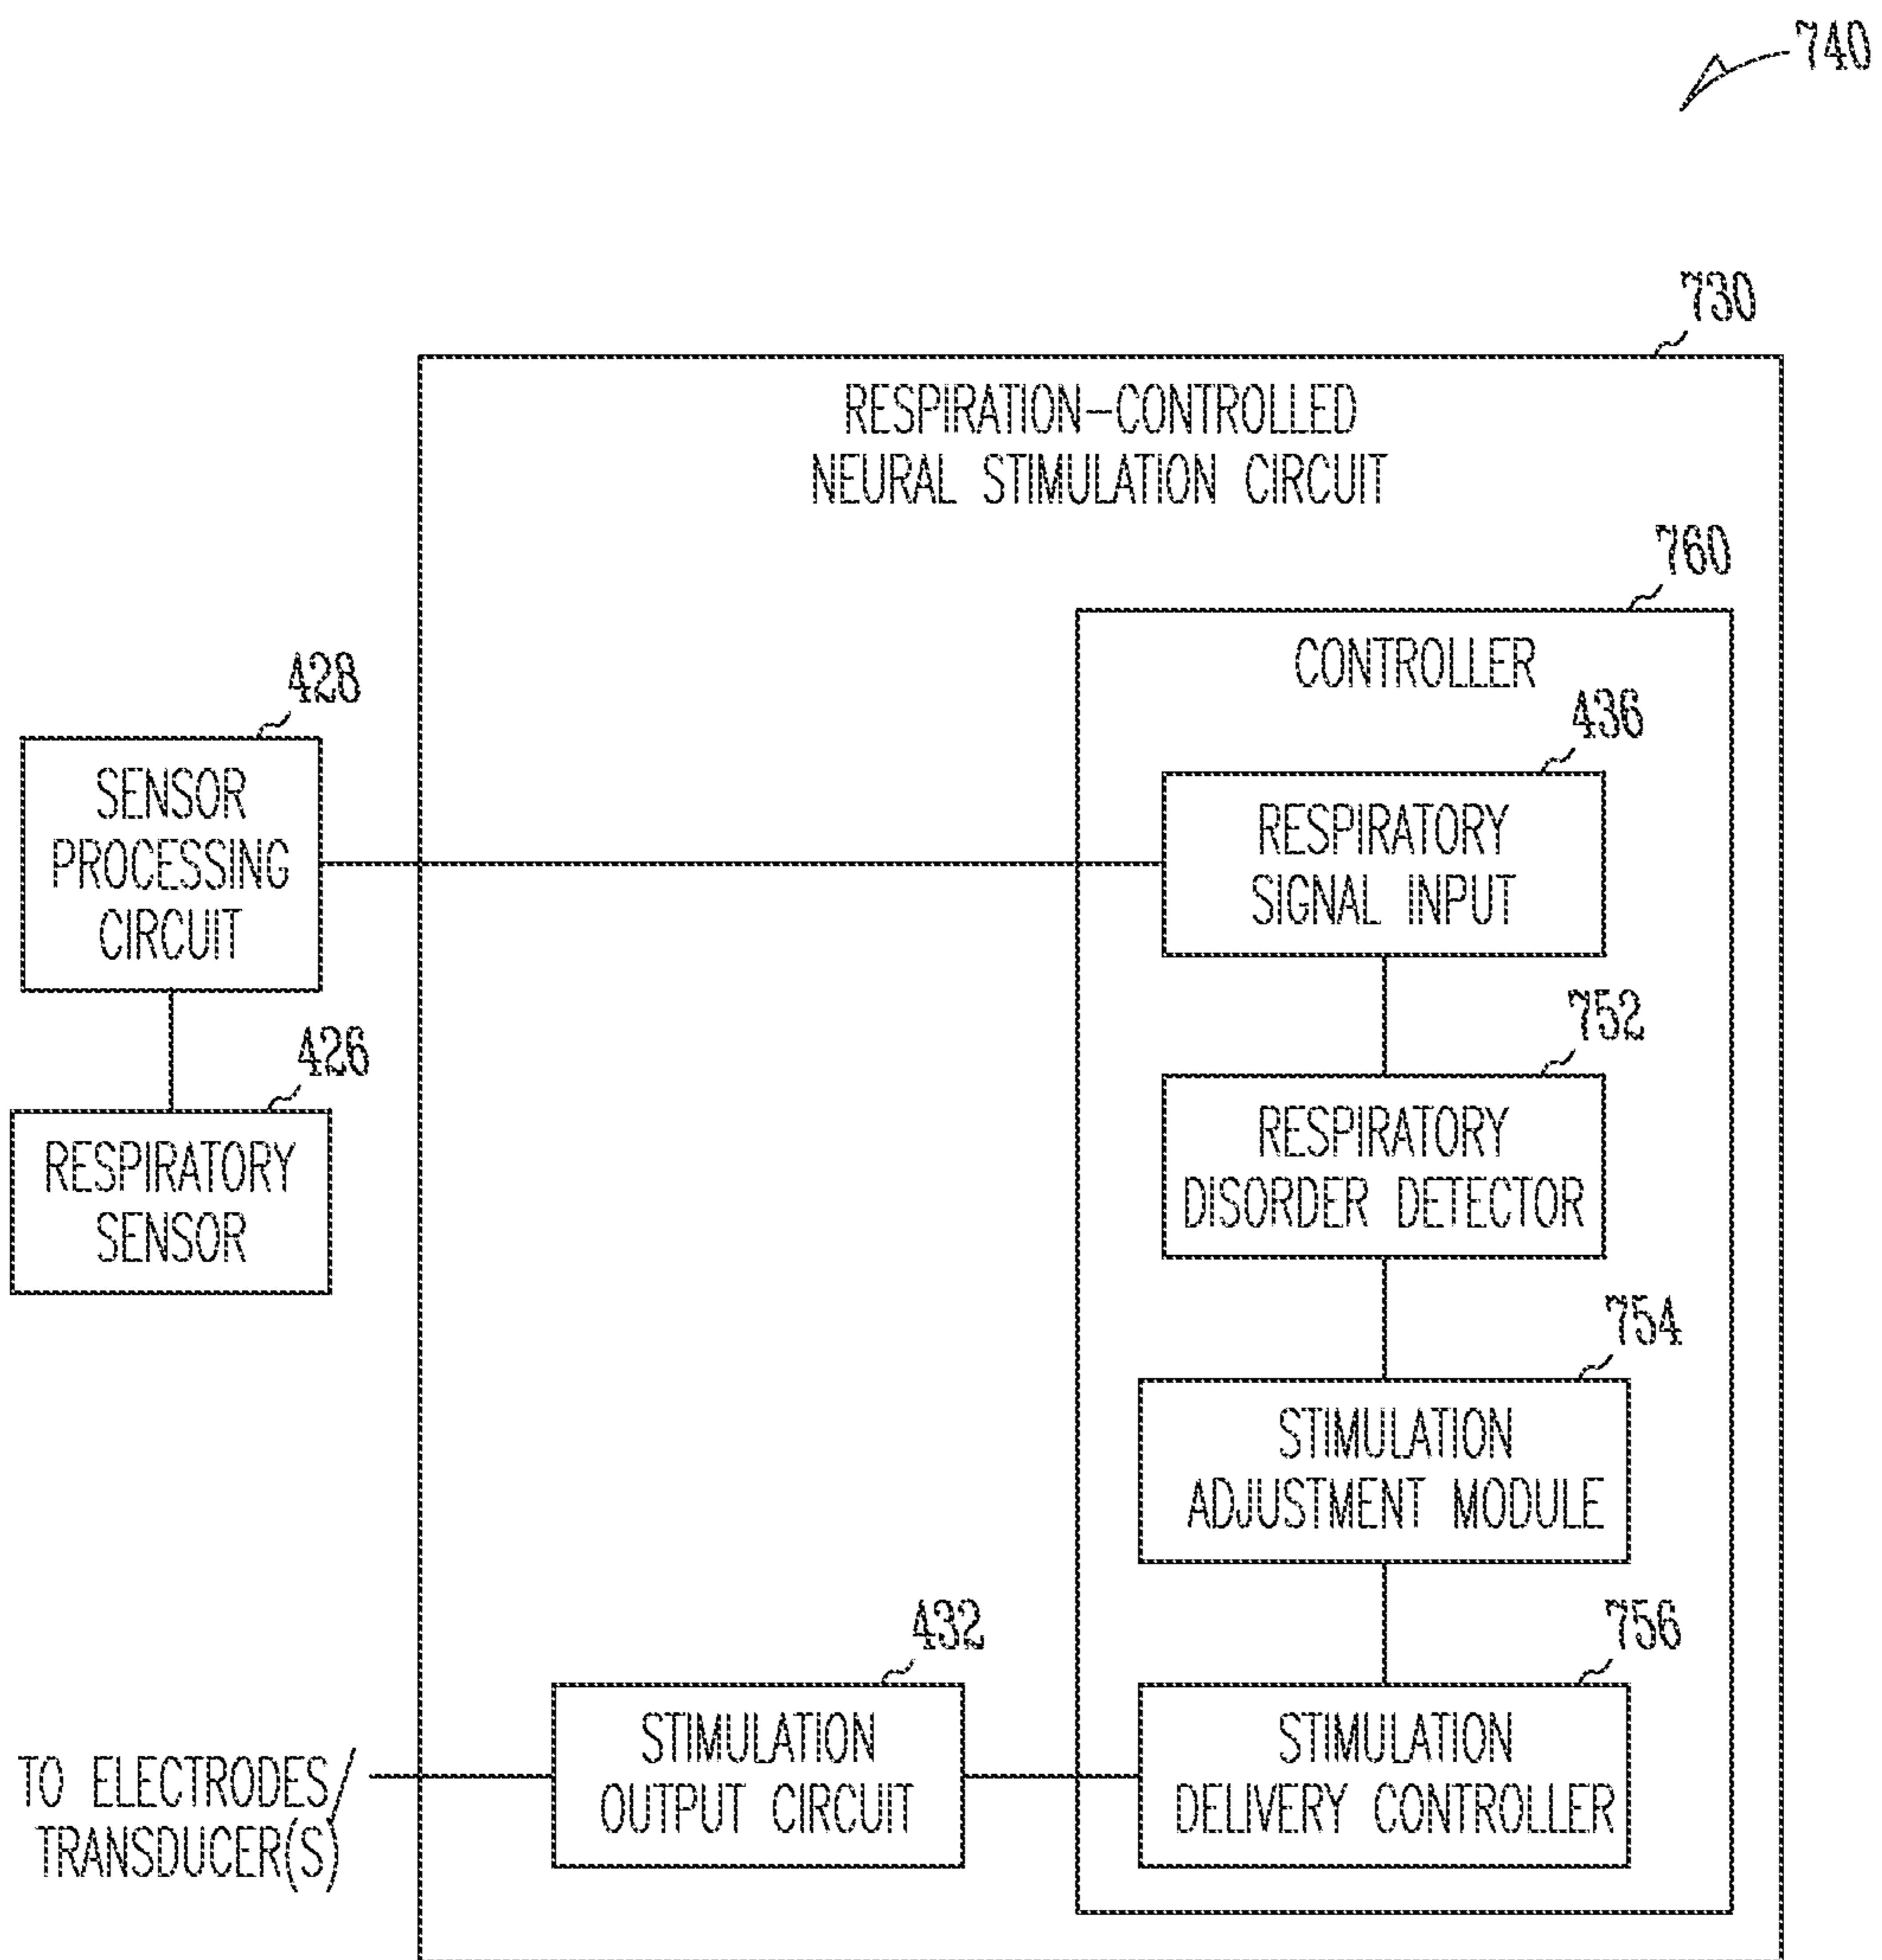 740
730
RESPIRATION-CONTROLLED
NEURAL STIMULATION CIRCUIT
760
CONTROLLER
428
SENSOR
PROCESSING
CIRCUIT
436
RESPIRATORY
SIGNAL INPUT
426
RESPIRATORY
SENSOR
752
RESPIRATORY
DISORDER DETECTOR
754
STIMULATION
ADJUSTMENT MODULE
432
STIMULATION
OUTPUT CIRCUIT
756
STIMULATION
DELIVERY CONTROLLER
TO ELECTRODES/
TRANSDUCER(S)